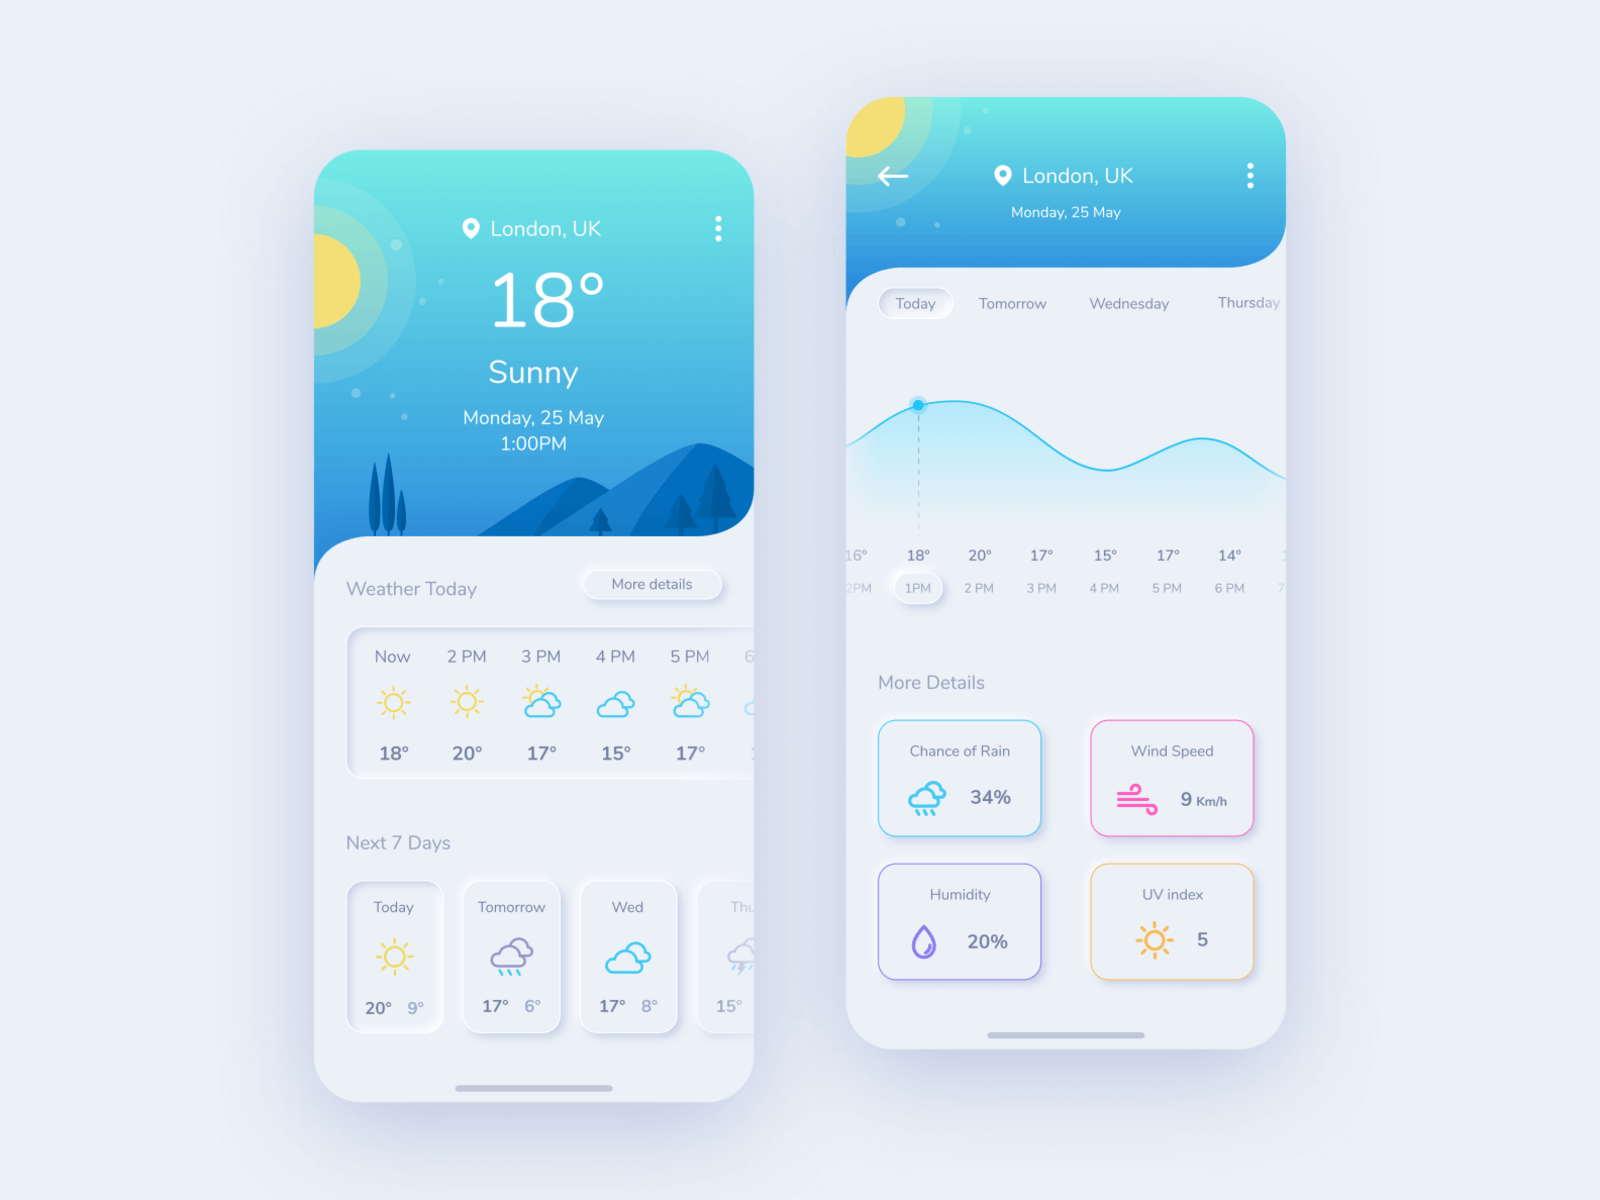 London, UK
18°
Sunny
Monday, 25 May
1:00PM
Weather Today
More details
Now 2 PM 3 PM 4 PM 5 PM 6
18° 20° 17° 15° 17°
Next 7 Days
Today Tomorrow Wed Thu
20° 9° 17° 6° 17° 8° 15°
London, UK
Monday, 25 May
Today Tomorrow Wednesday Thursday
16° 18° 20° 17° 15° 17° 14°
2PM 1PM 2 PM 3 PM 4 PM 5 PM 6 PM 7
More Details
Chance of Rain
34%
Wind Speed
9 Km/h
Humidity
20%
UV index
5